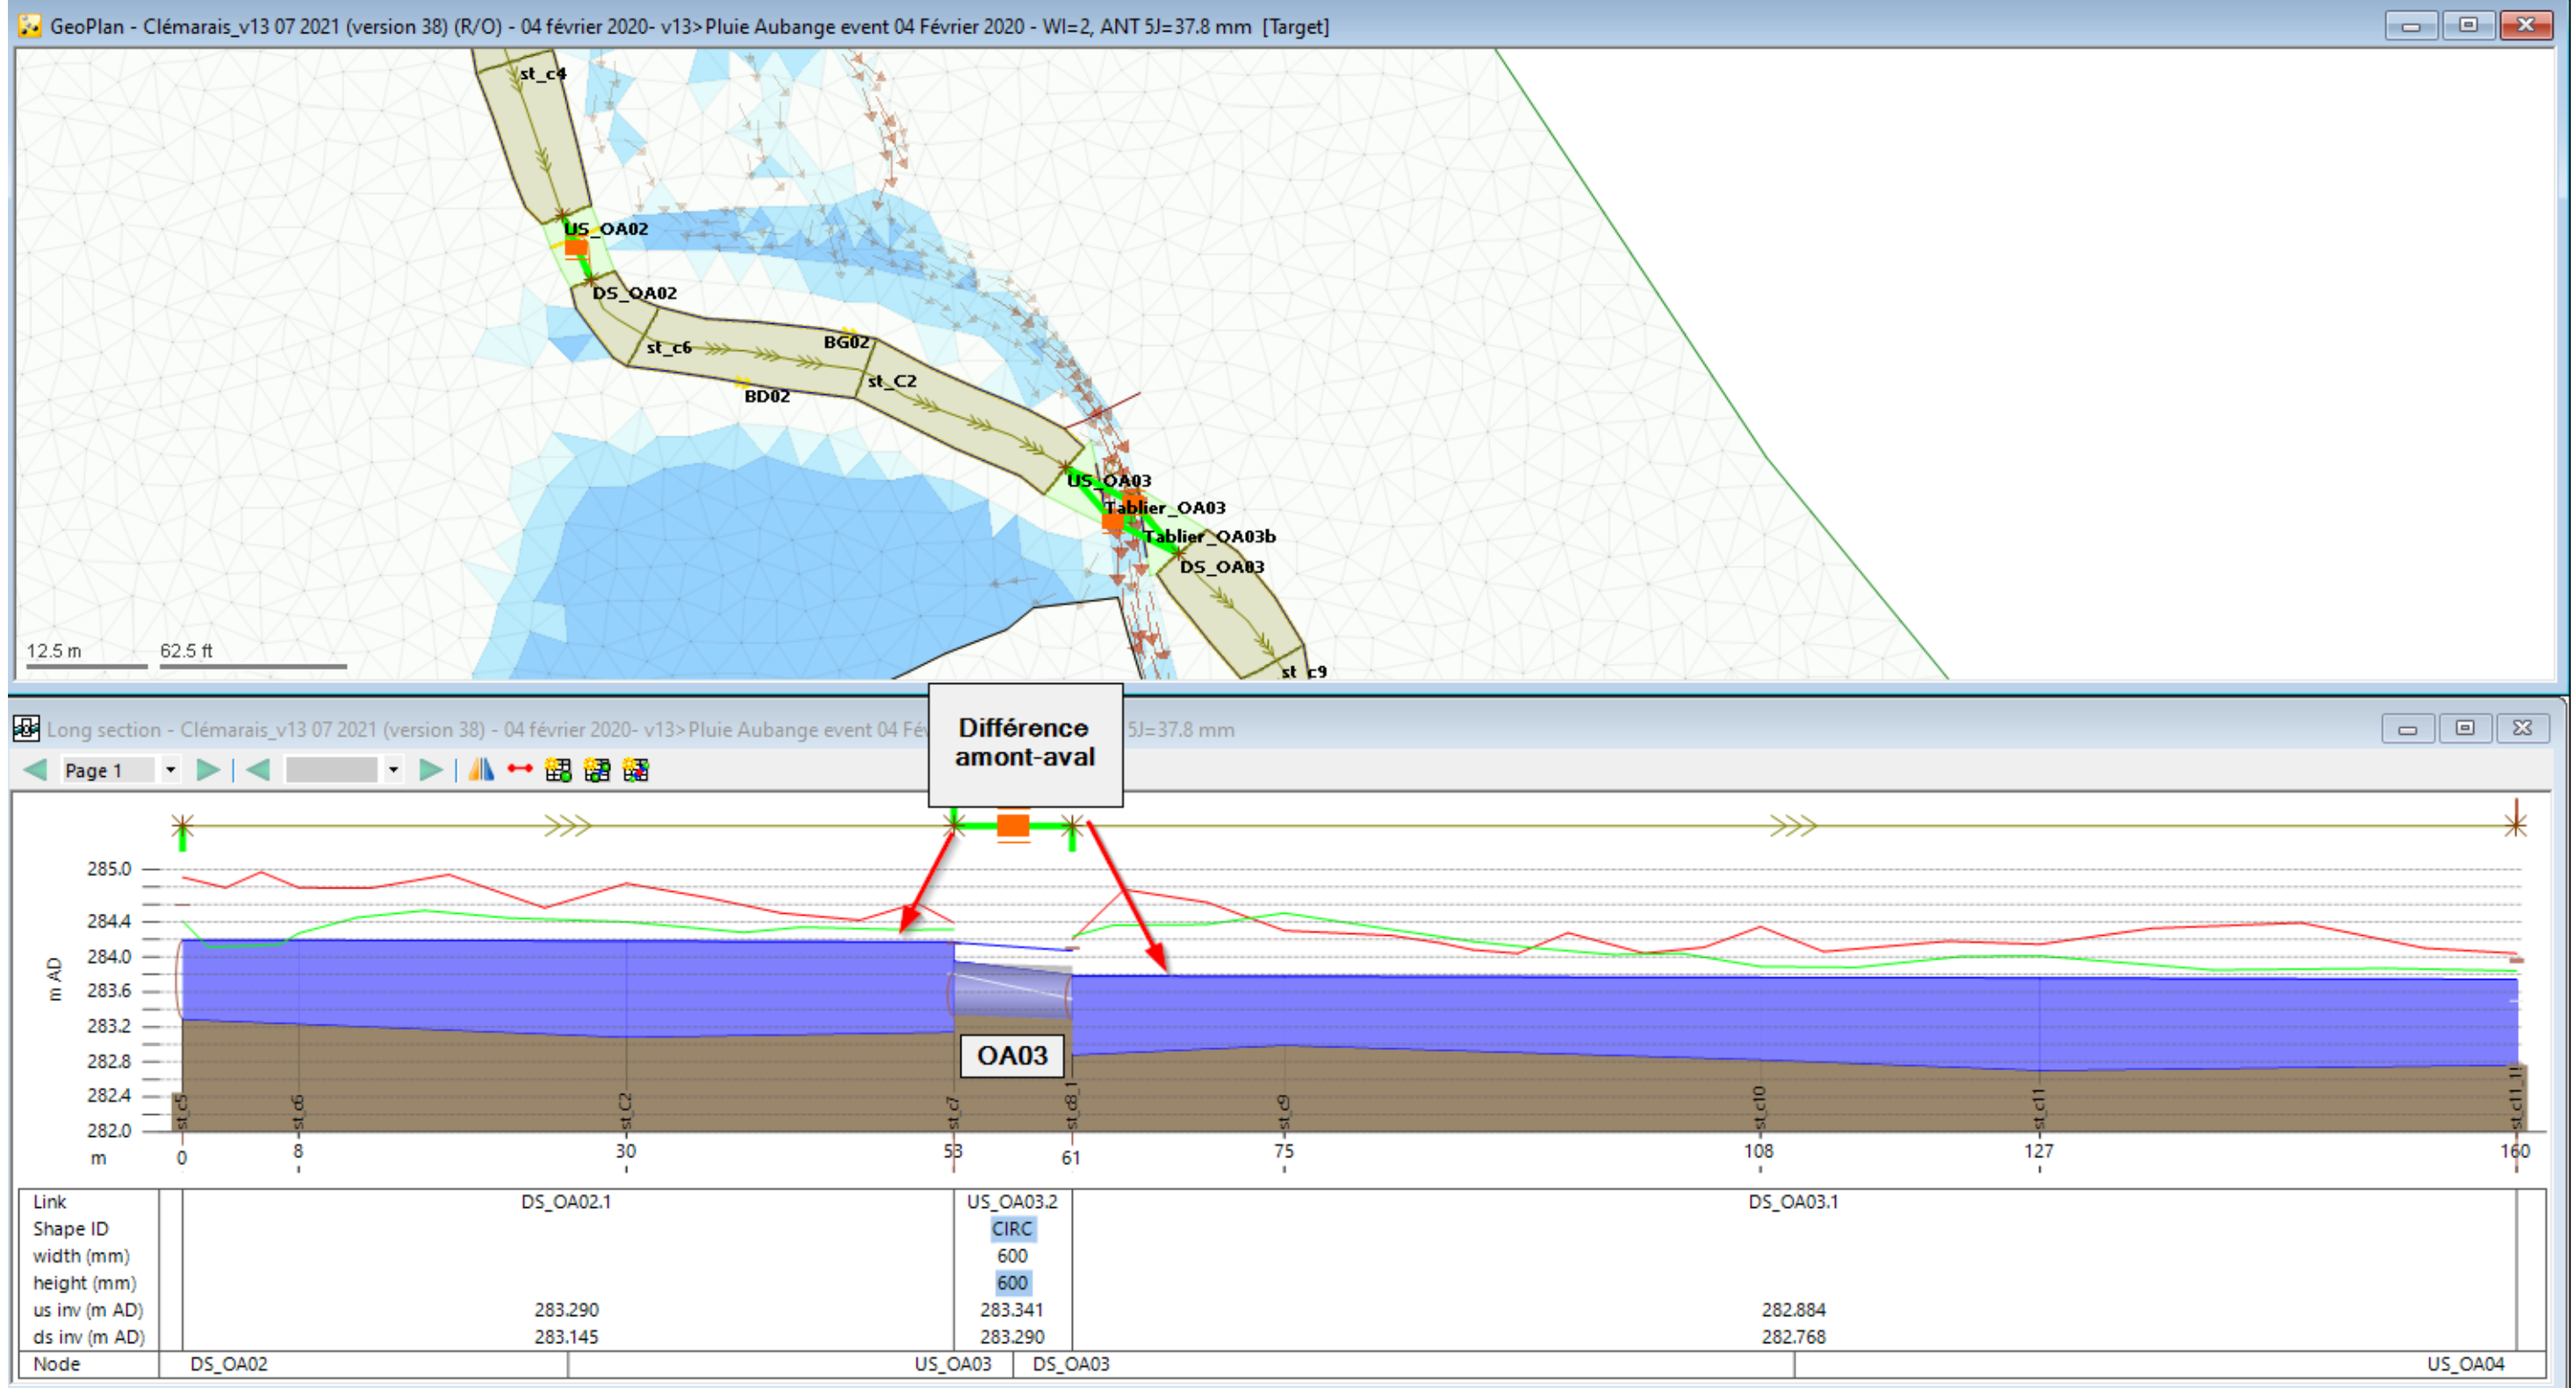 GeoPlan - Clémarais_v13 07 2021 (version 38) (R/O) - 04 février 2020- v13>Pluie Aubange event 04 Février 2020 - WI=2, ANT 5J=37.8 mm [Target]
st_c4
US_OA02
DS_OA02
st_c6
BG02
BD02
st_C2
US_OA03
Tablier_OA03
Tablier_OA03b
DS_OA03
st_c9
12.5 m 62.5 ft
Différence
amont-aval
Long section - Clémarais_v13 07 2021 (version 38) - 04 février 2020- v13>Pluie Aubange event 04 Fév 5J=37.8 mm
Page 1
285.0
284.4
284.0
283.6
283.2
282.8
282.4
282.0
m AD
OA03
st_c5 st_c6 st_C2 st_c7 st_c8_1 st_c9 st_c10 st_c11
m 0 8 30 53 61 75 108 127 160
Link DS_OA02.1 US_OA03.2 DS_OA03.1
Shape ID CIRC
width (mm) 600
height (mm) 600
us inv (m AD) 283.290 283.341 282.884
ds inv (m AD) 283.145 283.290 282.768
Node DS_OA02 US_OA03 DS_OA03 US_OA04